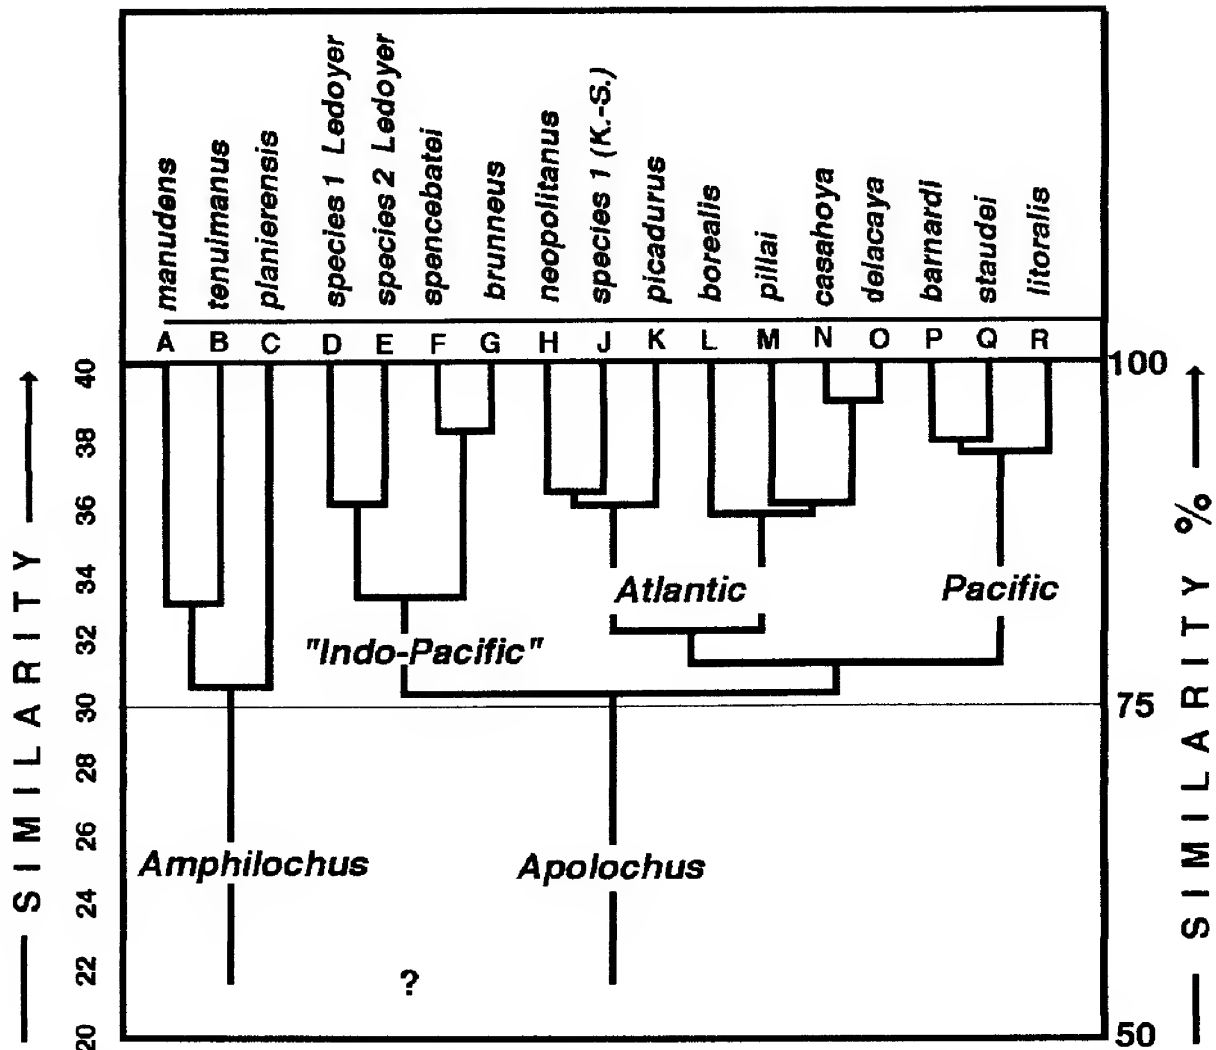 manudens
tenuimanus
planierensis
species 1 Ledoyer
species 2 Ledoyer
spencebatei
brunneus
neopolitanus
species 1 (K.-S.)
picadurus
borealis
pillai
casahoya
delacaya
barnardi
staudei
litoralis
A B C D E F G H J K L M N O P Q R
40
38
36
34
32
30
28
26
24
22
20
SIMILARITY
100
75
50
SIMILARITY %
Atlantic
Pacific
"Indo-Pacific"
Amphilochus
Apolochus
?